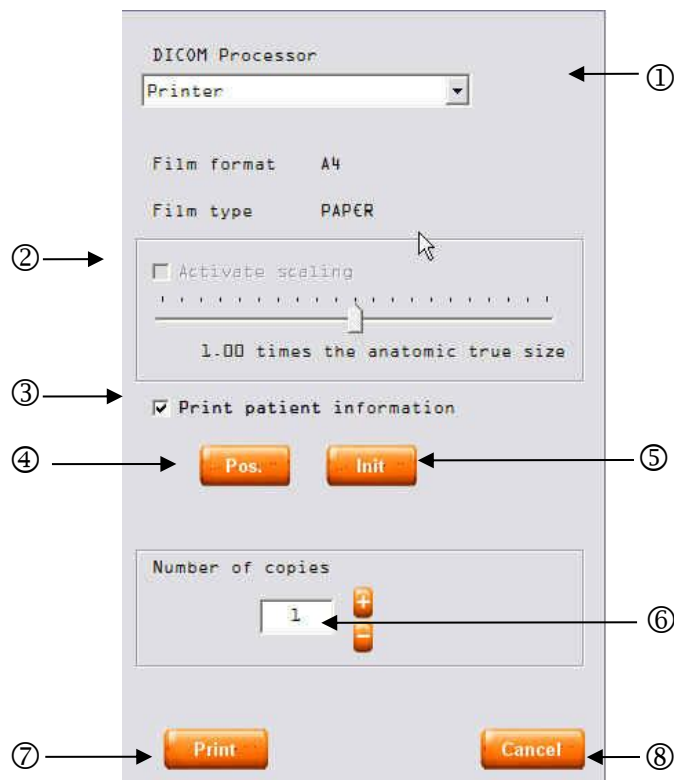 DICOM Processor
①
Printer
Film format A4
Film type PAPER
②
Activate scaling
1.00 times the anatomic true size
③
Print patient information
④ Pos. Init ⑤
Number of copies
1 + ⑥
−
⑦ Print Cancel ⑧